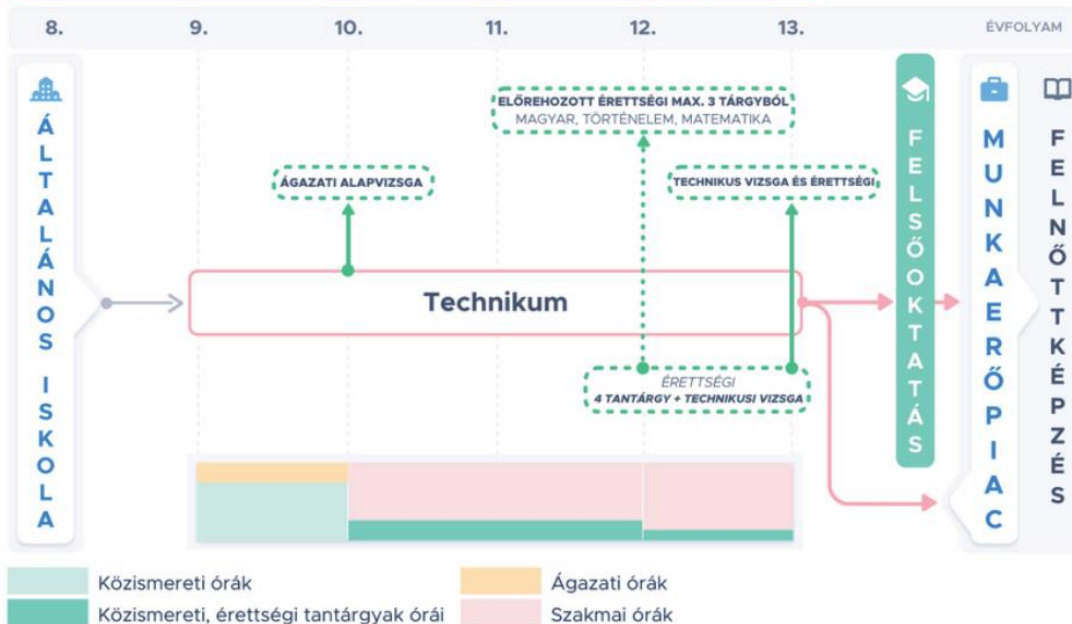 8. 9. 10. 11. 12. 13. ÉVFOLYAM
ÁLTALÁNOS ISKOLA
ELŐREHOZOTT ÉRETTSÉGI MAX. 3 TÁRGYBÓL
MAGYAR, TÖRTÉNELEM, MATEMATIKA
ÁGAZATI ALAPVIZSGA
TECHNIKUS VIZSGA ÉS ÉRETTSÉGI
Technikum
ÉRETTSÉGI
4 TANTÁRGY + TECHNIKUSI VIZSGA
FELSŐOKTATÁS
MUNKAERŐPIAC
FELNŐTTKÉPZÉS
Közismereti órák
Ágazati órák
Közismereti, érettségi tantárgyak órái
Szakmai órák